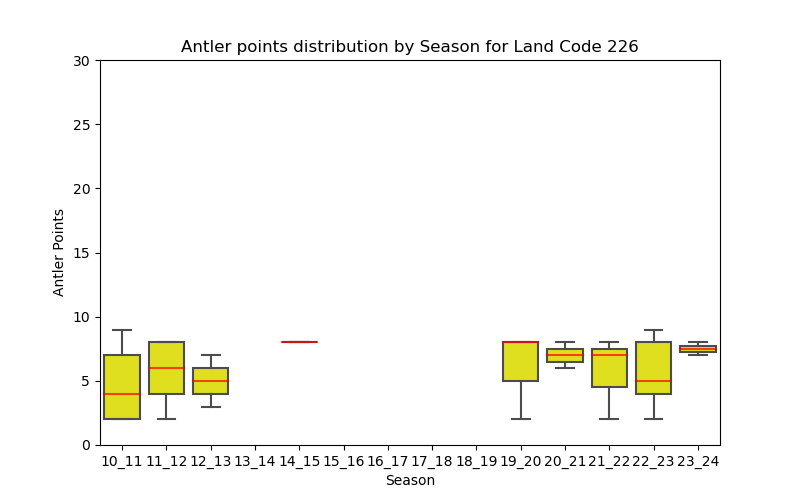 Antler points distribution by Season for Land Code 226
30
25
20
15
10
5
0
Antler Points
10_11 11_12 12_13 13_14 14_15 15_16 16_17 17_18 18_19 19_20 20_21 21_22 22_23 23_24
Season